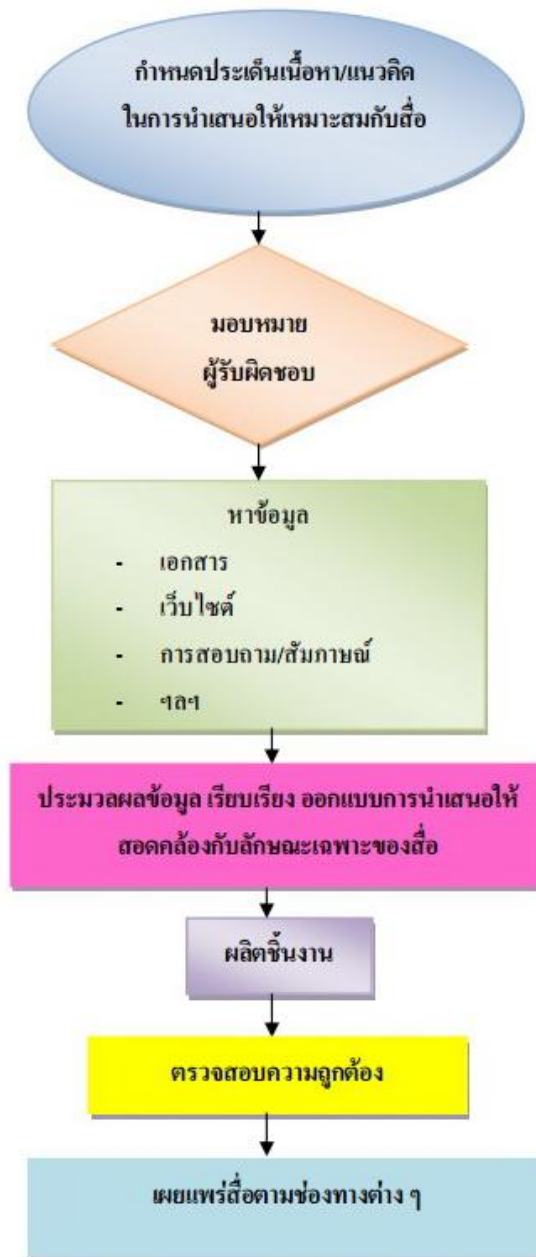 กำหนดประเด็นเนื้อหา/แนวคิด
ในการนำเสนอให้เหมาะสมกับสื่อ
มอบหมาย
ผู้รับผิดชอบ
หาข้อมูล
- เอกสาร
- เว็บไซต์
- การสอบถาม/สัมภาษณ์
- ฯลฯ
ประมวลผลข้อมูล เรียบเรียง ออกแบบการนำเสนอให้
สอดคล้องกับลักษณะเฉพาะของสื่อ
ผลิตชิ้นงาน
ตรวจสอบความถูกต้อง
เผยแพร่สื่อตามช่องทางต่าง ๆ